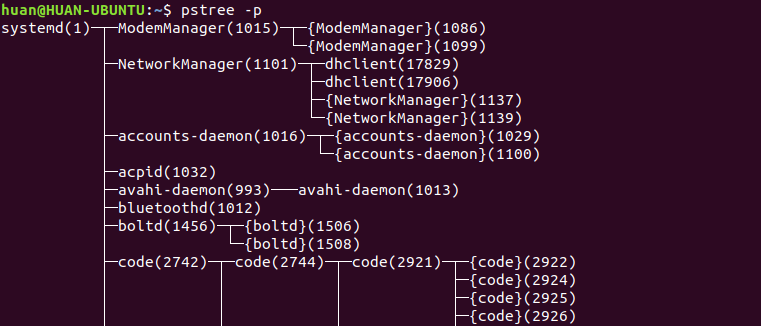 huan@HUAN-UBUNTU:~$ pstree -p
systemd(1)─┬─ModemManager(1015)─┬─{ModemManager}(1086)
           │                    └─{ModemManager}(1099)
           ├─NetworkManager(1101)─┬─dhclient(17829)
           │                      ├─dhclient(17906)
           │                      ├─{NetworkManager}(1137)
           │                      └─{NetworkManager}(1139)
           ├─accounts-daemon(1016)─┬─{accounts-daemon}(1029)
           │                       └─{accounts-daemon}(1100)
           ├─acpid(1032)
           ├─avahi-daemon(993)───avahi-daemon(1013)
           ├─bluetoothd(1012)
           ├─boltd(1456)─┬─{boltd}(1506)
           │             └─{boltd}(1508)
           ├─code(2742)─┬─code(2744)─┬─code(2921)─┬─{code}(2922)
           │            │            │            ├─{code}(2924)
           │            │            │            ├─{code}(2925)
           │            │            │            ├─{code}(2926)